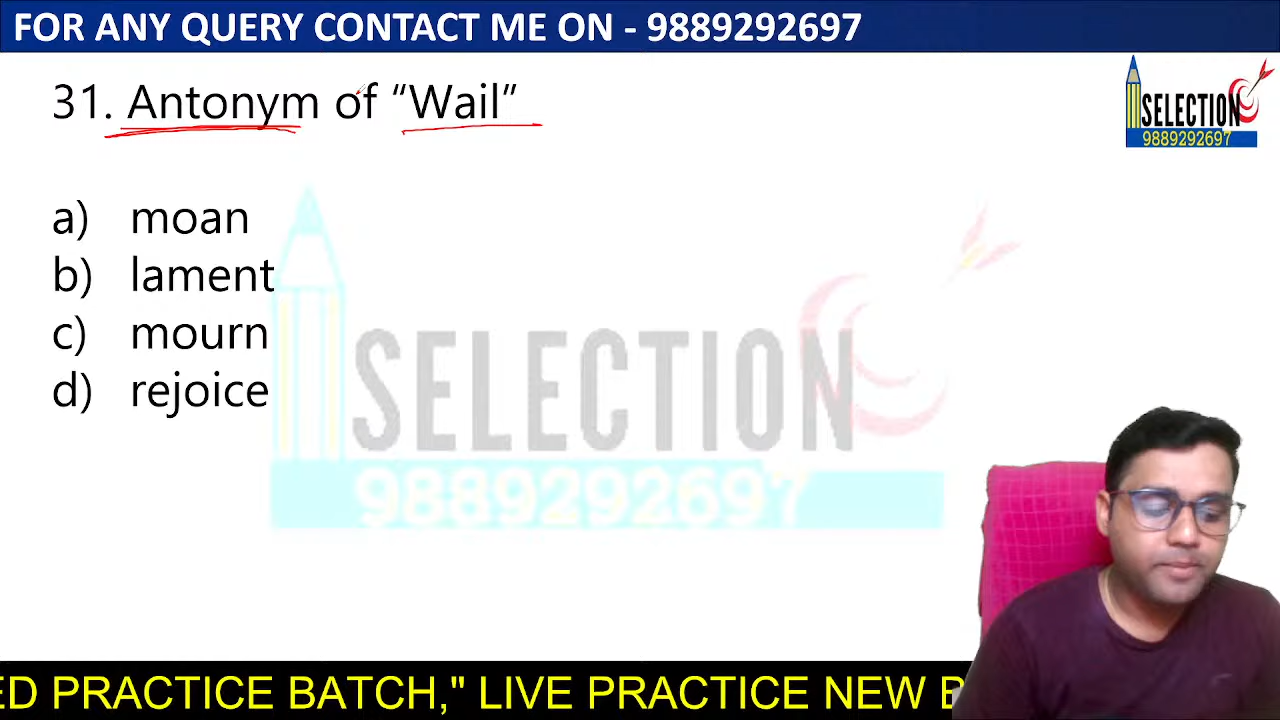 FOR ANY QUERY CONTACT ME ON - 9889292697
31. Antonym of “Wail”
SELECTION
9889292697
a) moan
b) lament
c) mourn
d) rejoice
SELECTION
9889292697
ED PRACTICE BATCH," LIVE PRACTICE NEW B